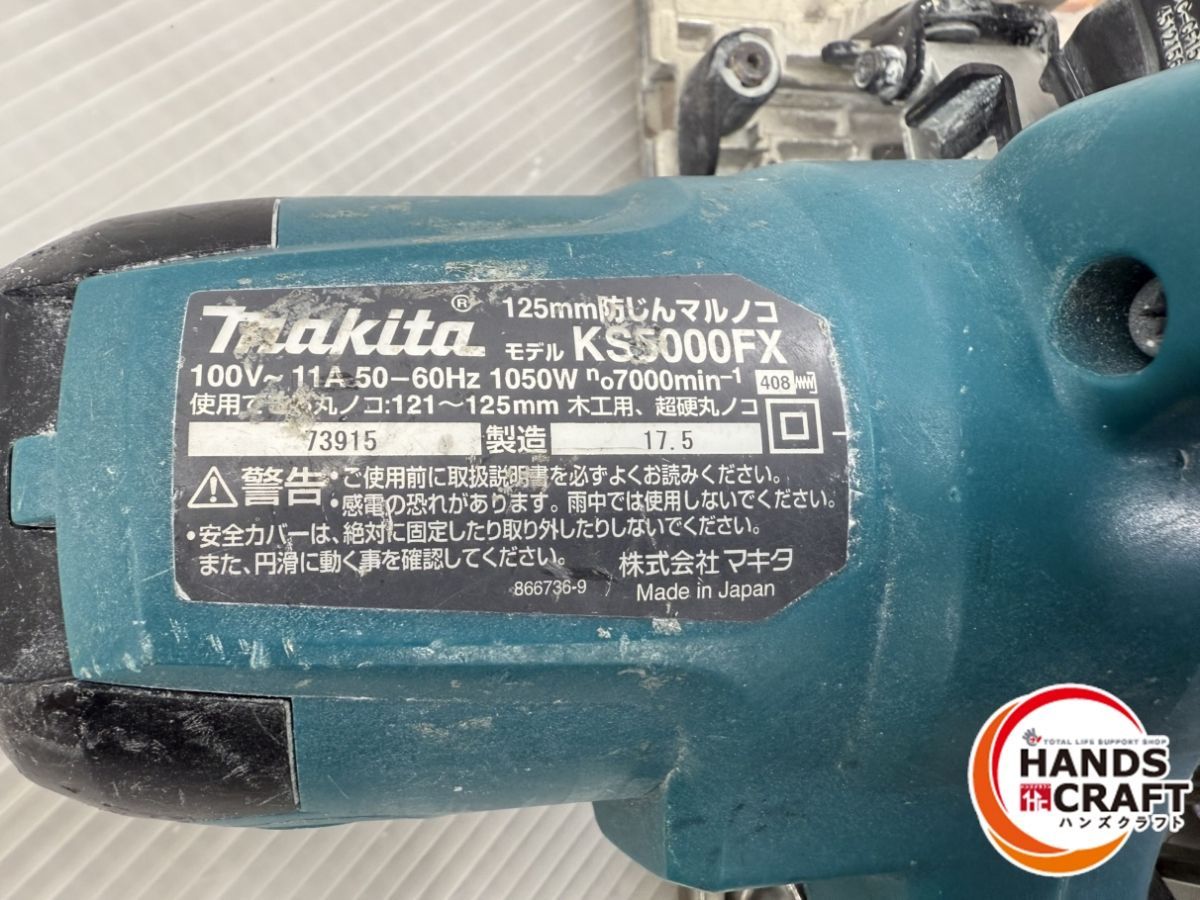 makita® 125mm防じんマルノコ
モデル KS5000FX
100V~ 11A 50-60Hz 1050W n₀7000min⁻¹ 408
使用できる丸ノコ:121~125mm 木工用、超硬丸ノコ
73915 製造 17.5
警告 •ご使用前に取扱説明書を必ずよくお読みください。
•感電の恐れがあります。雨中では使用しないでください。
•安全カバーは、絶対に固定したり取り外したりしないでください。
また、円滑に動く事を確認してください。
株式会社 マキタ
866736-9 Made in Japan
TOTAL LIFE SUPPORT SHOP
HANDS
CRAFT
ハンズクラフト